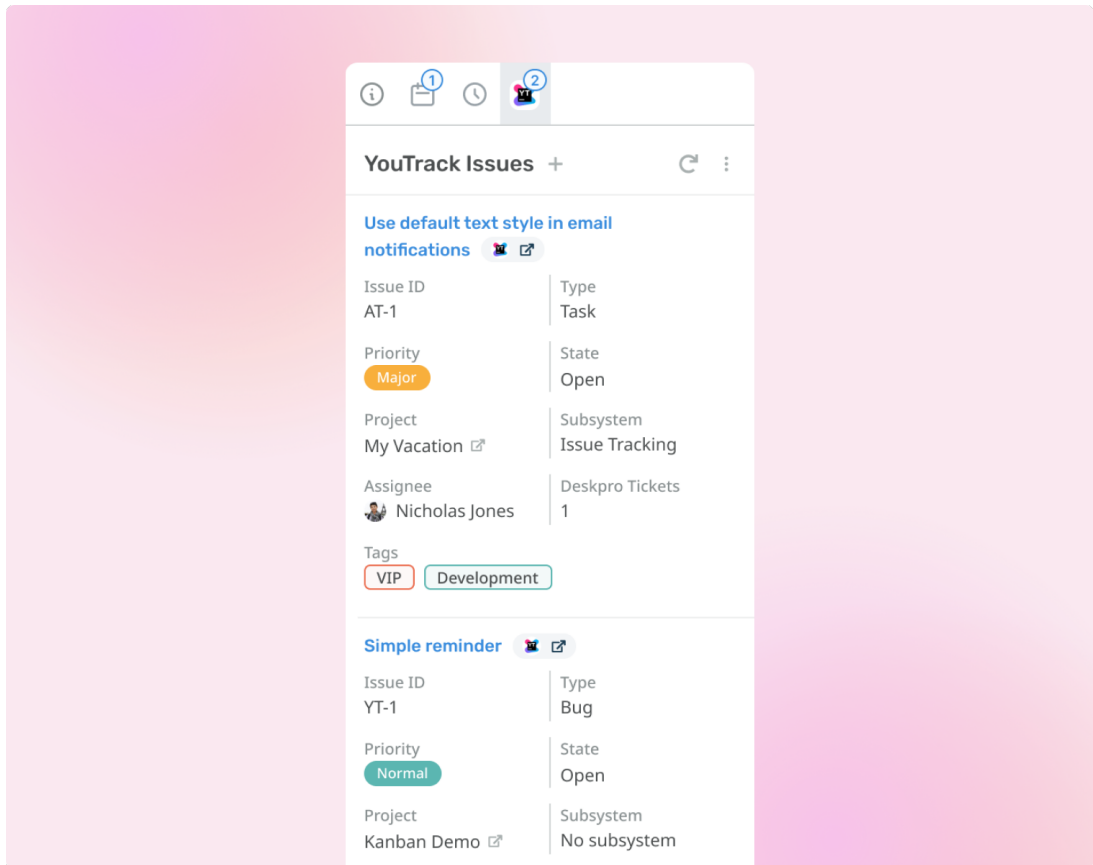 1
2
YT
YouTrack Issues
Use default text style in email
notifications
Issue ID
Type
AT-1
Task
Priority
State
Major
Open
Project
Subsystem
My Vacation
Issue Tracking
Assignee
Deskpro Tickets
Nicholas Jones
1
Tags
VIP
Development
Simple reminder
Issue ID
Type
YT-1
Bug
Priority
State
Normal
Open
Project
Subsystem
Kanban Demo
No subsystem